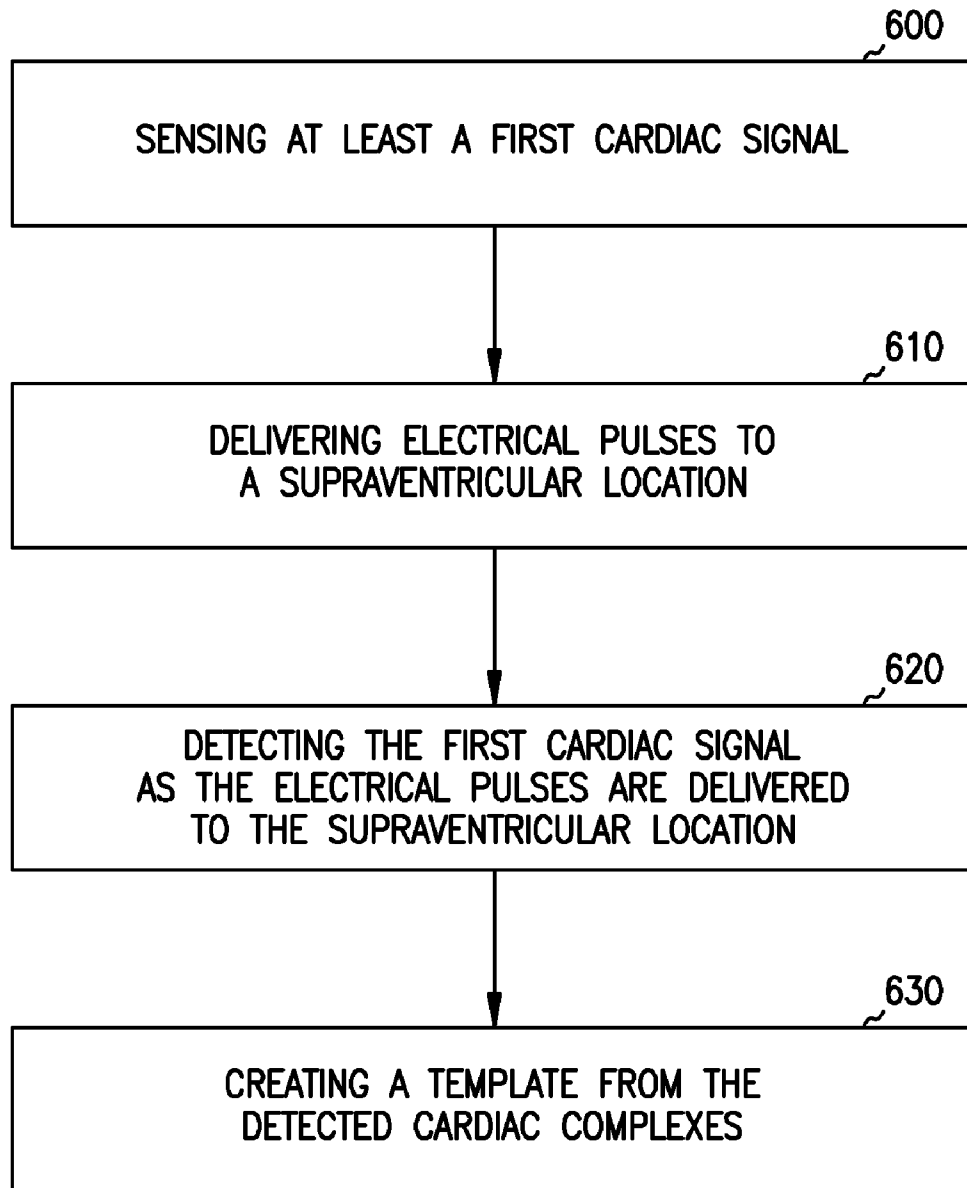 600
SENSING AT LEAST A FIRST CARDIAC SIGNAL
610
DELIVERING ELECTRICAL PULSES TO
A SUPRAVENTRICULAR LOCATION
620
DETECTING THE FIRST CARDIAC SIGNAL
AS THE ELECTRICAL PULSES ARE DELIVERED
TO THE SUPRAVENTRICULAR LOCATION
630
CREATING A TEMPLATE FROM THE
DETECTED CARDIAC COMPLEXES